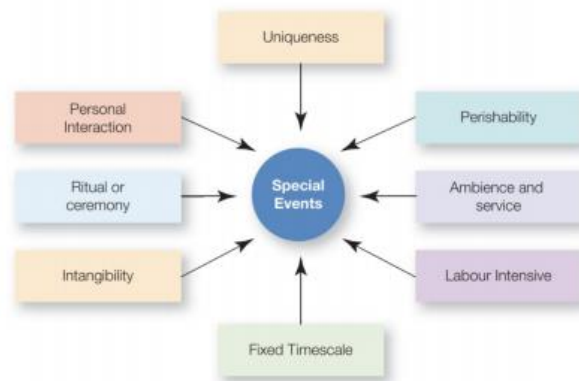 Uniqueness
Personal
Interaction
Perishability
Ritual or
ceremony
Special
Events
Ambience and
service
Intangibility
Labour Intensive
Fixed Timescale